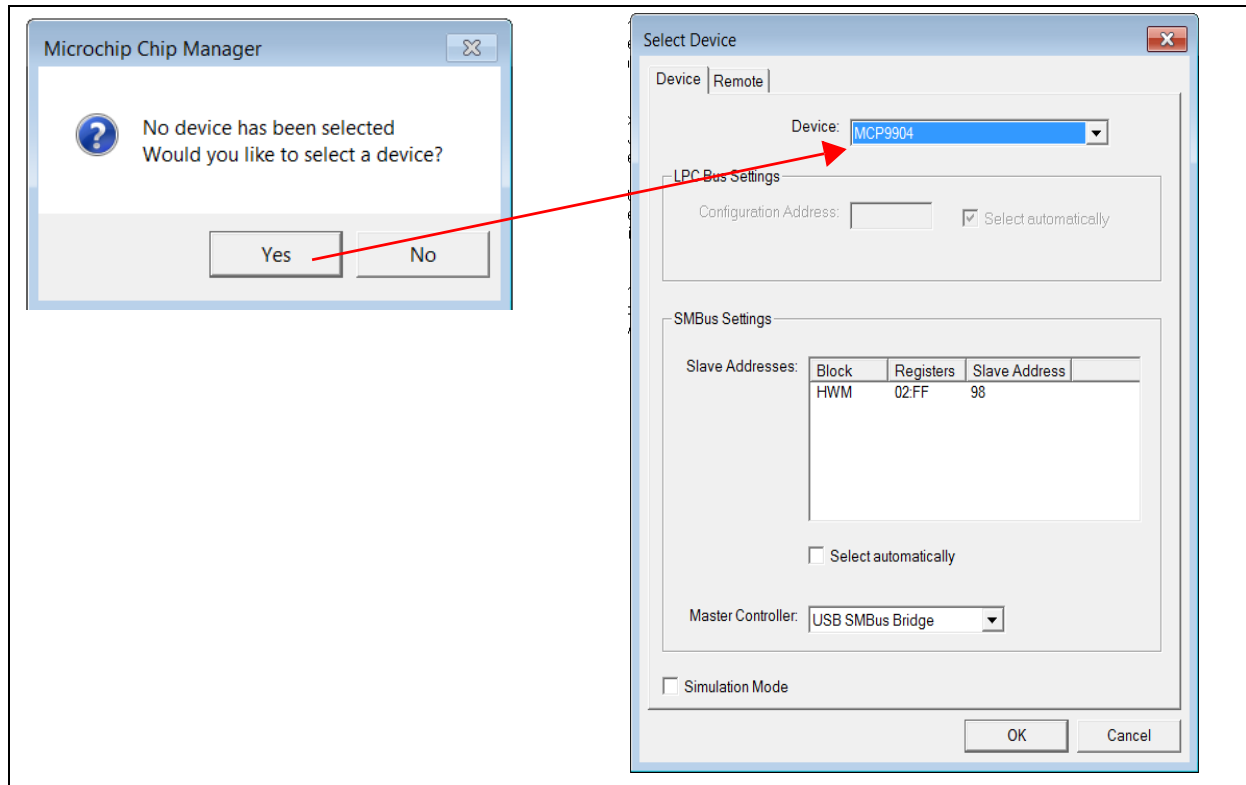 Microchip Chip Manager
No device has been selected
Would you like to select a device?
Yes No
Select Device
Device Remote
Device: MCP9904
LPC Bus Settings
Configuration Address: Select automatically
SMBus Settings
Slave Addresses: Block Registers Slave Address
HWM 02:FF 98
Select automatically
Master Controller: USB SMBus Bridge
Simulation Mode
OK Cancel